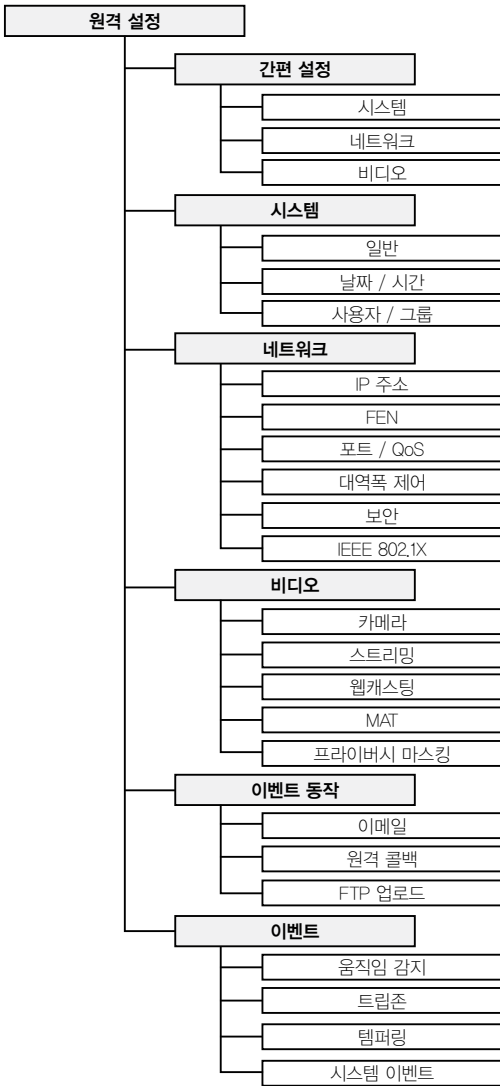 원격 설정
간편 설정
시스템
네트워크
비디오
시스템
일반
날짜 / 시간
사용자 / 그룹
네트워크
IP 주소
FEN
포트 / QoS
대역폭 제어
보안
IEEE 802.1X
비디오
카메라
스트리밍
웹캐스팅
MAT
프라이버시 마스킹
이벤트 동작
이메일
원격 콜백
FTP 업로드
이벤트
움직임 감지
트립존
템퍼링
시스템 이벤트